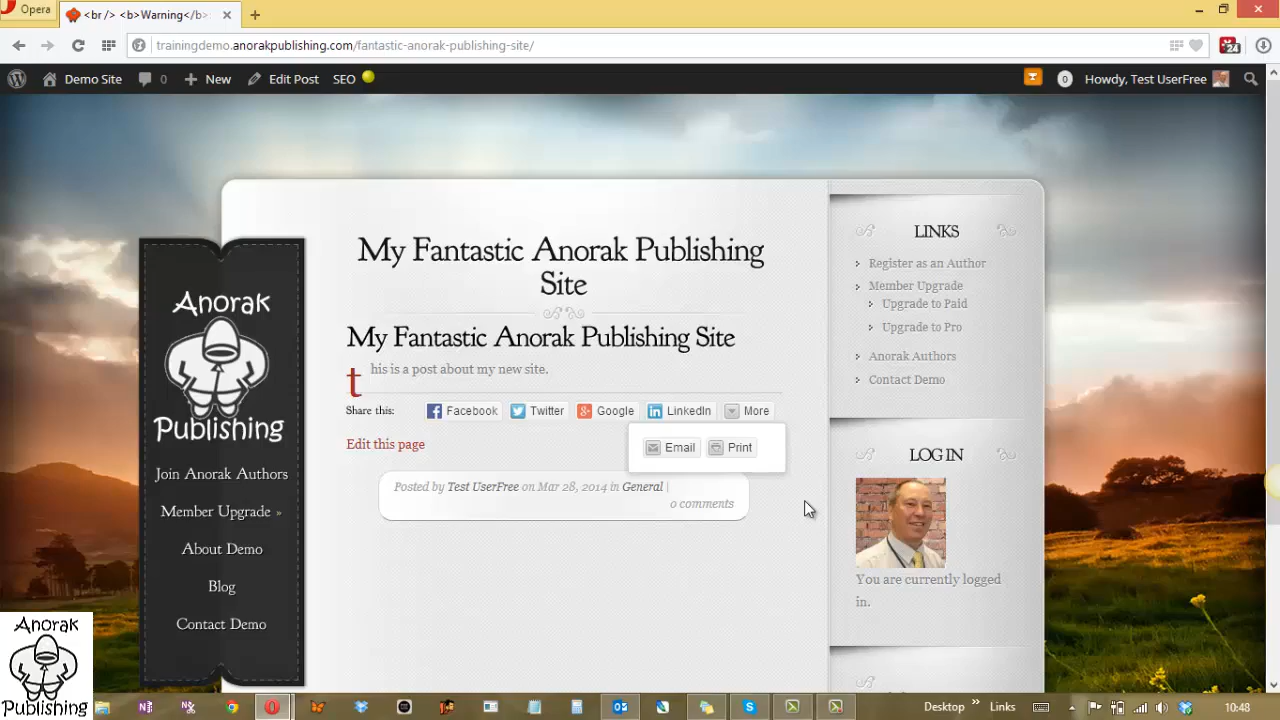 Opera
<br /> <b>Warning</b>:
trainingdemo.anorakpublishing.com/fantastic-anorak-publishing-site/
24
Demo Site 0 New Edit Post SEO 0 Howdy, Test UserFree
My Fantastic Anorak Publishing
Site
My Fantastic Anorak Publishing Site
this is a post about my new site.
Share this: Facebook Twitter Google LinkedIn More
Email Print
Edit this page
Posted by Test UserFree on Mar 28, 2014 in General |
0 comments
Anorak
Publishing
Join Anorak Authors
Member Upgrade »
About Demo
Blog
Contact Demo
LINKS
Register as an Author
Member Upgrade
Upgrade to Paid
Upgrade to Pro
Anorak Authors
Contact Demo
LOG IN
You are currently logged
in.
Anorak
Publishing
Desktop » Links 10:48